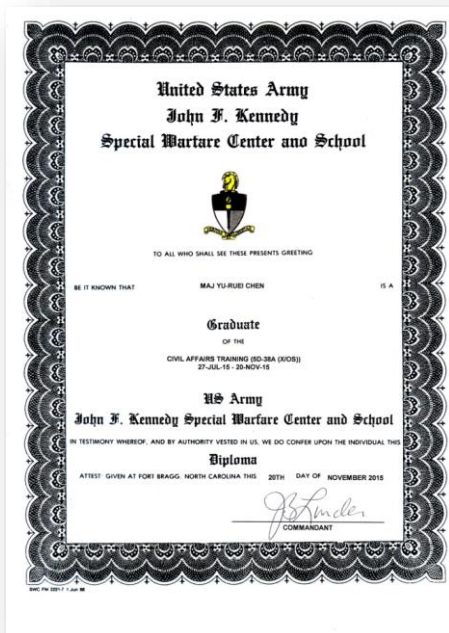 United States Army
John F. Kennedy
Special Warfare Center and School
TO ALL WHO SHALL SEE THESE PRESENTS GREETING
BE IT KNOWN THAT MAJ YU-RUEI CHEN IS A
Graduate
OF THE
CIVIL AFFAIRS TRAINING (5D-38A (X/OS))
27-JUL-15 - 20-NOV-15
US Army
John F. Kennedy Special Warfare Center and School
IN TESTIMONY WHEREOF, AND BY AUTHORITY VESTED IN US, WE DO CONFER UPON THE INDIVIDUAL THIS
Diploma
ATTEST GIVEN AT FORT BRAGG, NORTH CAROLINA THIS 20TH DAY OF NOVEMBER 2015
COMMANDANT
1 Jun 88